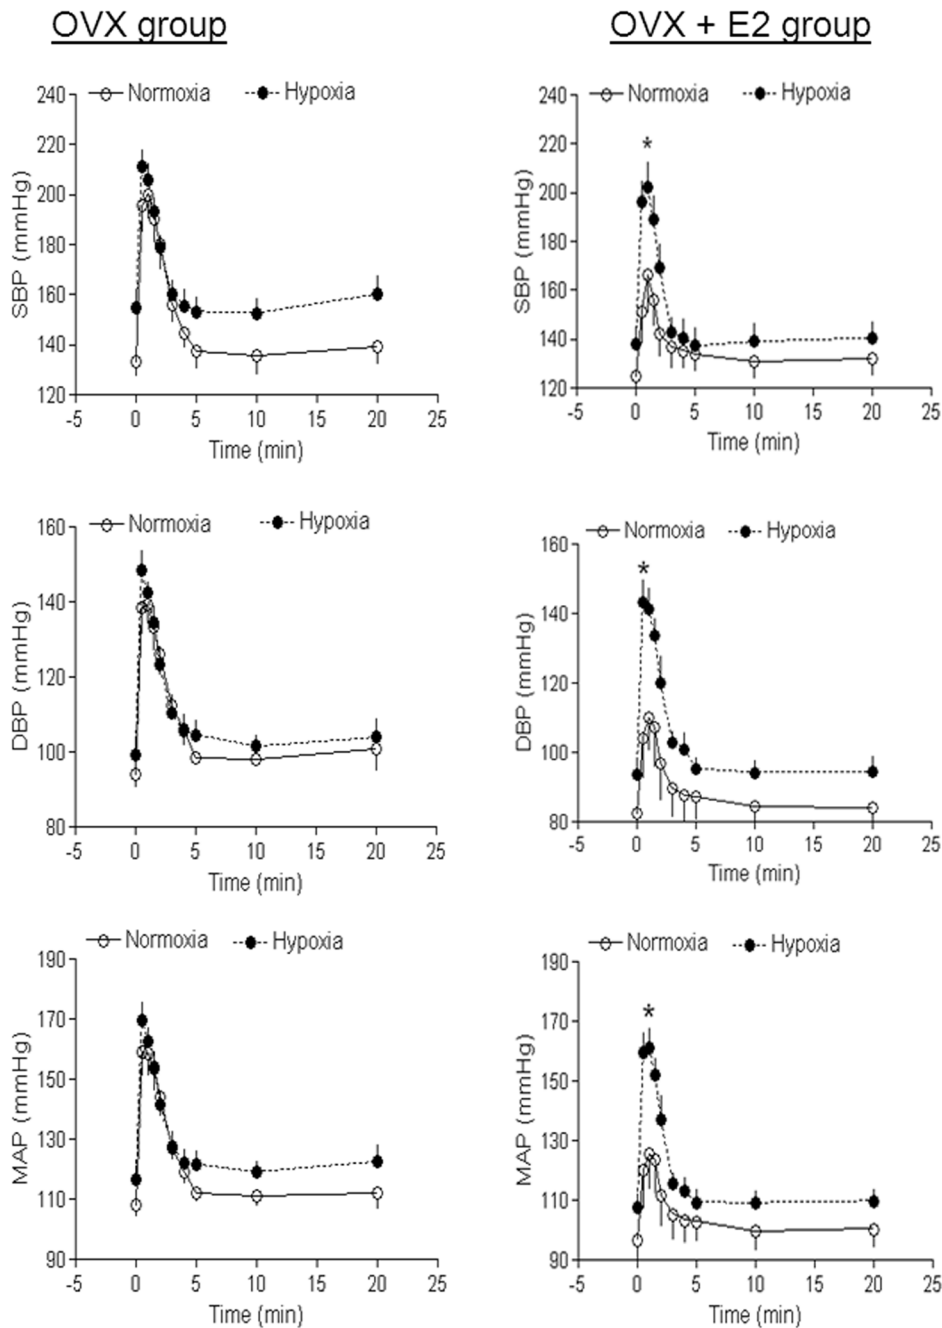 OVX group
OVX + E2 group
Normoxia Hypoxia
SBP (mmHg)
240
220
200
180
160
140
120
-5 0 5 10 15 20 25
Time (min)
Normoxia Hypoxia
SBP (mmHg)
240
220
200
180
160
140
120
*
-5 0 5 10 15 20 25
Time (min)
Normoxia Hypoxia
DBP (mmHg)
160
140
120
100
80
-5 0 5 10 15 20 25
Time (min)
Normoxia Hypoxia
DBP (mmHg)
160
140
120
100
80
*
-5 0 5 10 15 20 25
Time (min)
Normoxia Hypoxia
MAP (mmHg)
190
170
150
130
110
90
-5 0 5 10 15 20 25
Time (min)
Normoxia Hypoxia
MAP (mmHg)
190
170
150
130
110
90
*
-5 0 5 10 15 20 25
Time (min)